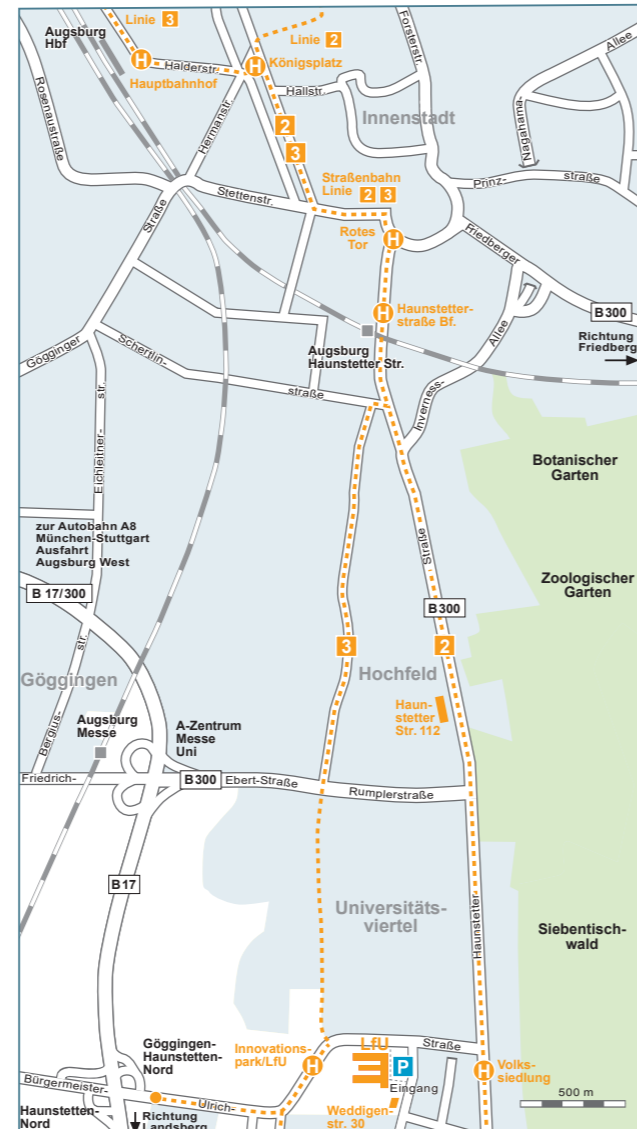 Augsburg
Hbf
Linie 3
Linie 2
Halderstr.
Hauptbahnhof
Königsplatz
Hallstr.
Forsterstr.
Allee
Nagahama-
Innenstadt
Rosenaustraße
Hermanstr.
2
3
Straßenbahn
Linie 2 3
Prinz-
straße
Stettenstr.
Straße
Rotes
Tor
Friedberger
Haunstetter-
straße Bf.
B 300
Richtung
Friedberg
Augsburg
Haunstetter Str.
Allee
Inverness-
Gögginger
Schertlin-
straße
Eichleitner-
str.
Botanischer
Garten
zur Autobahn A8
München-Stuttgart
Ausfahrt
Augsburg West
Straße
Zoologischer
Garten
B 17/300
B300
3
2
str.
Bergius-
Göggingen
Hochfeld
Haun-
stetter
Str. 112
Augsburg
Messe
A-Zentrum
Messe
Uni
Friedrich-
B300
Ebert-Straße
Rumplerstraße
B17
Universitäts-
viertel
Haunstetter
Siebentisch-
wald
Göggingen-
Haunstetten-
Nord
Innovations-
park/LfU
LfU
P
Eingang
Straße
Volks-
siedlung
Bürgermeister-
Ulrich-
Weddigen-
str. 30
500 m
Haunstetten-
Nord
Richtung
Landsberg
H
H
H
H
H
H